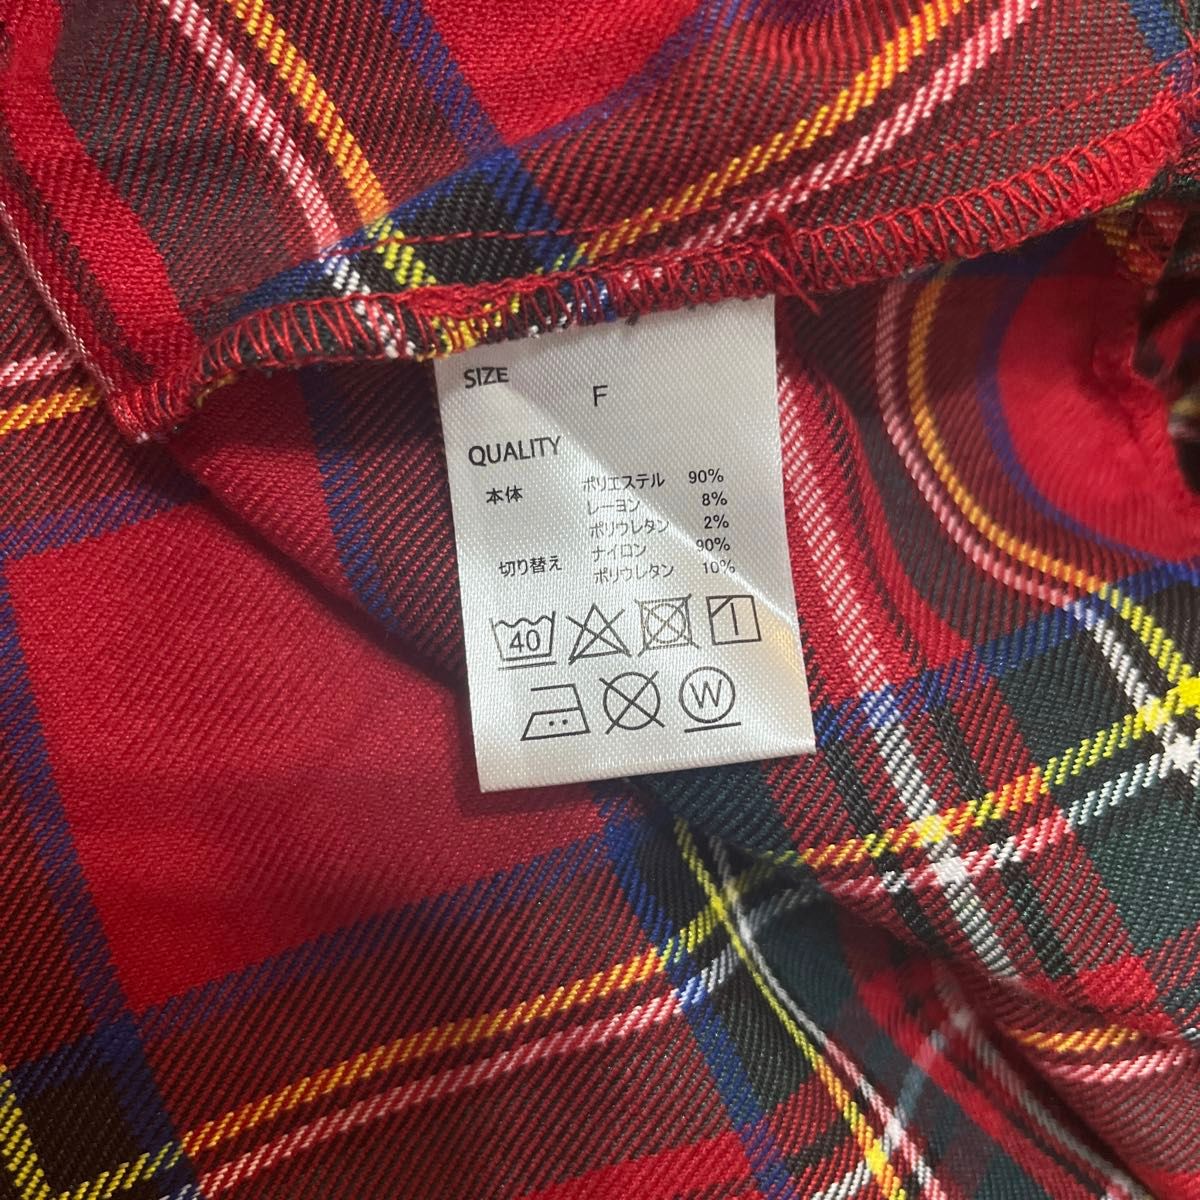 SIZE
F
QUALITY
本体 ポリエステル 90%
レーヨン 8%
ポリウレタン 2%
切り替え ナイロン 90%
ポリウレタン 10%
40
W